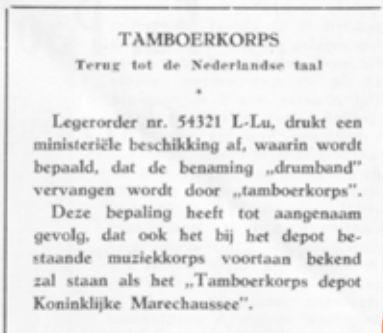 TAMBOERKORPS
Terug tot de Nederlandse taal
*
Legerorder nr. 54321 L-Lu, drukt een
ministeriële beschikking af, waarin wordt
bepaald, dat de benaming „drumband”
vervangen wordt door „tamboerkorps”.
Deze bepaling heeft tot aangenaam
gevolg, dat ook het bij het depot be-
staande muziekkorps voortaan bekend
zal staan als het „Tamboerkorps depot
Koninklijke Marechaussee”.